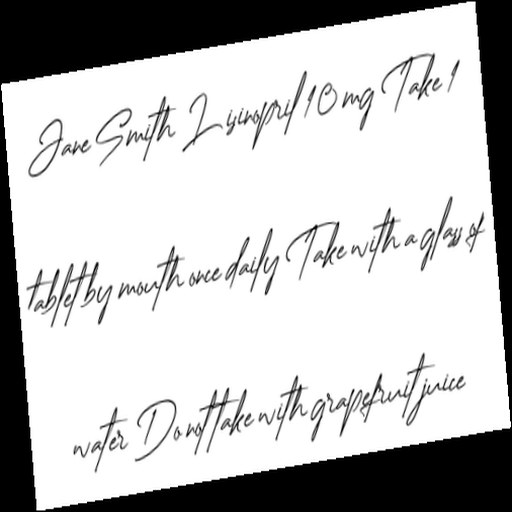 Jane Smith Lisinopril 10 mg Take 1
tablet by mouth once daily Take with a glass of
water Do not take with grapefruit juice